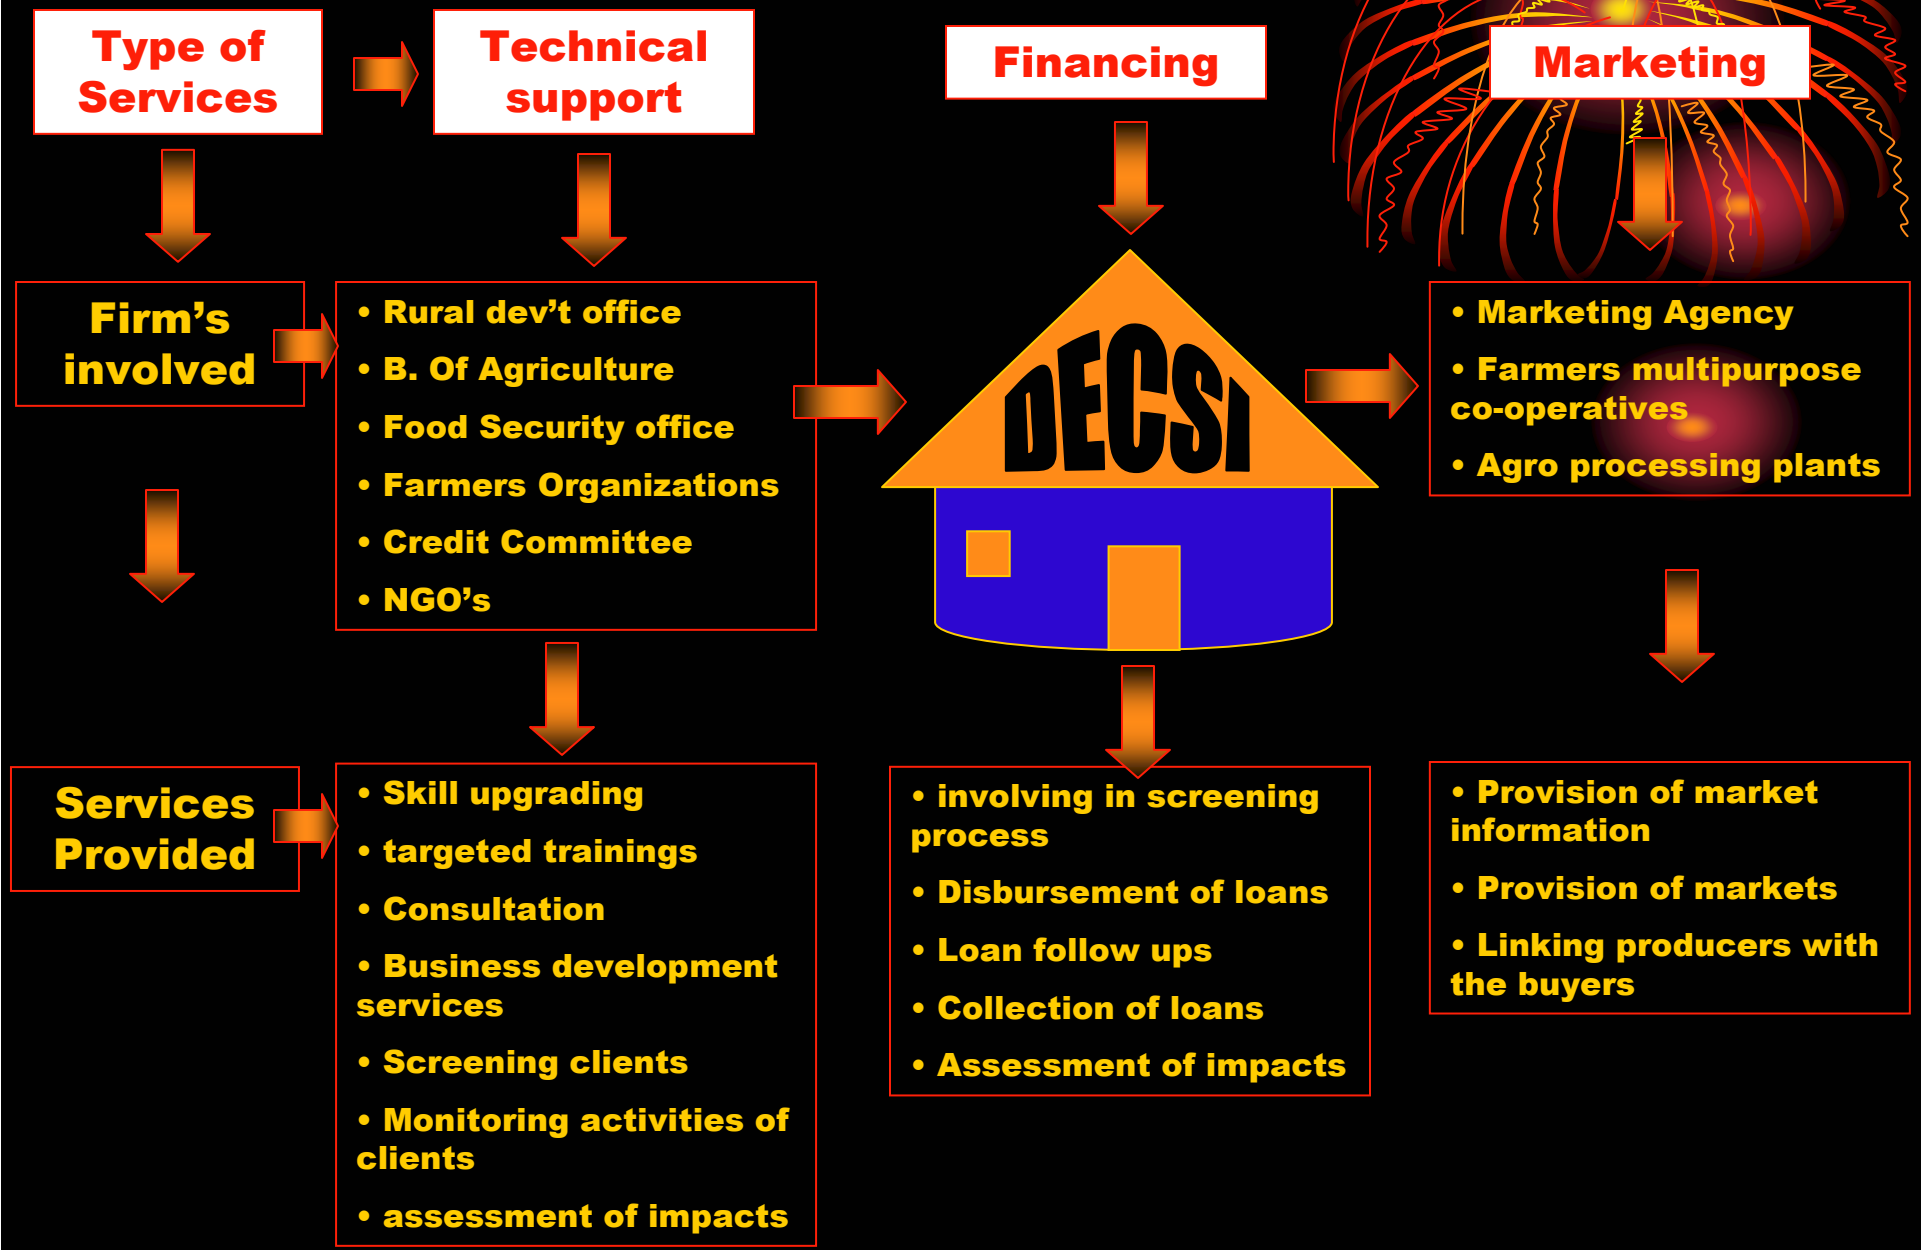 Type of
Services
Technical
support
Financing
Marketing
Firm’s
involved
• Rural dev’t office
• B. Of Agriculture
• Food Security office
• Farmers Organizations
• Credit Committee
• NGO’s
DECSI
• Marketing Agency
• Farmers multipurpose
co-operatives
• Agro processing plants
Services
Provided
• Skill upgrading
• targeted trainings
• Consultation
• Business development
services
• Screening clients
• Monitoring activities of
clients
• assessment of impacts
• involving in screening
process
• Disbursement of loans
• Loan follow ups
• Collection of loans
• Assessment of impacts
• Provision of market
information
• Provision of markets
• Linking producers with
the buyers